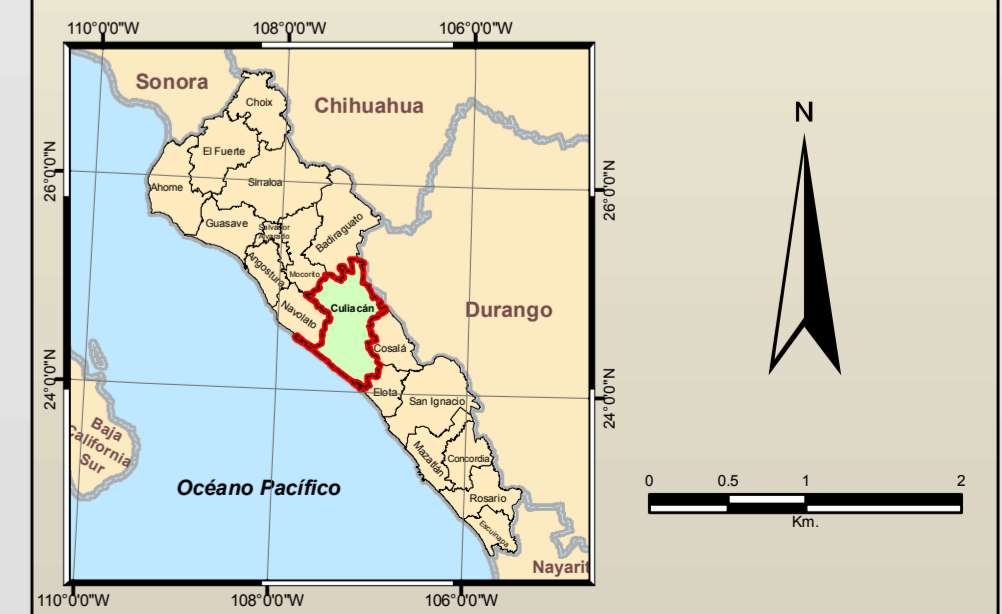 110°0'0"W
108°0'0"W
106°0'0"W
Sonora
Chihuahua
Choix
El Fuerte
26°0'0"N
26°0'0"N
Ahome
Sinaloa
Guasave
Salvador
Alvarado
Badiraguato
Angostura
Mocorito
Navolato
Culiacán
Durango
Cosalá
24°0'0"N
24°0'0"N
Elota
San Ignacio
Baja
California
Sur
Mazatlán
Concordia
Océano Pacífico
Rosario
Escuinapa
Nayarit
110°0'0"W
108°0'0"W
106°0'0"W
N
0 0.5 1 2
Km.